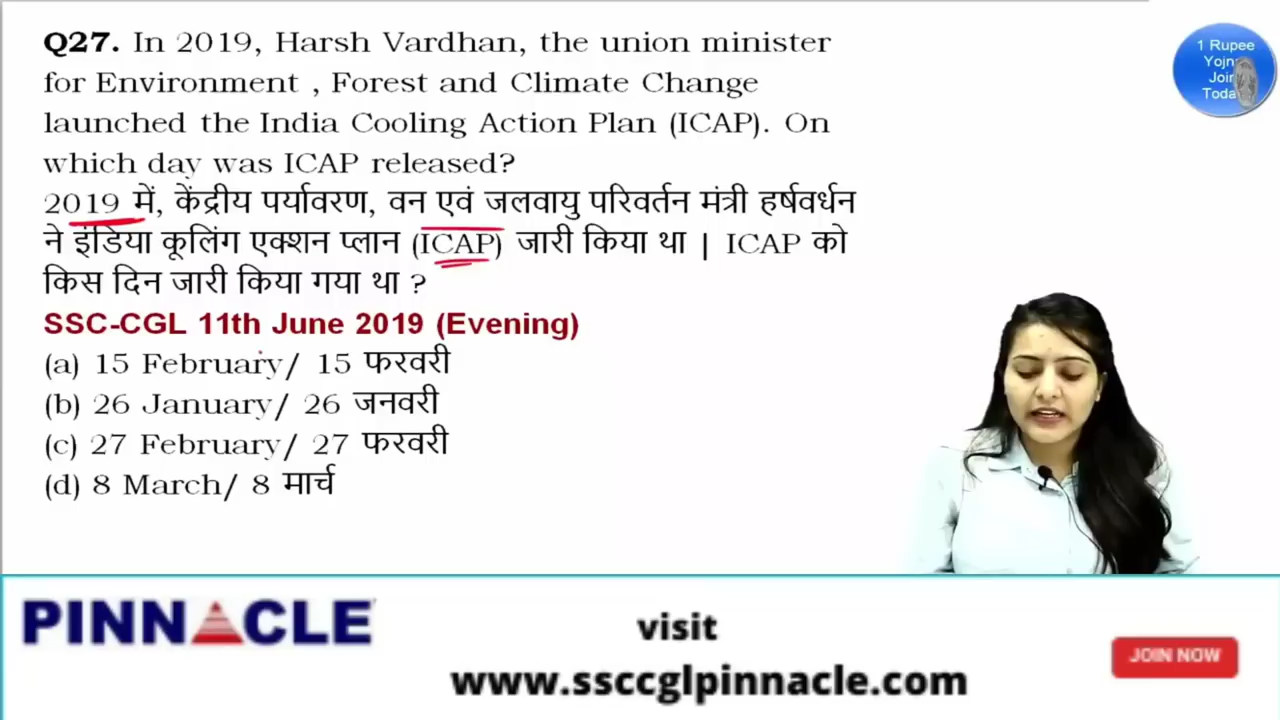 Q27. In 2019, Harsh Vardhan, the union minister
for Environment , Forest and Climate Change
launched the India Cooling Action Plan (ICAP). On
which day was ICAP released?
2019 में, केंद्रीय पर्यावरण, वन एवं जलवायु परिवर्तन मंत्री हर्षवर्धन
ने इंडिया कूलिंग एक्शन प्लान (ICAP) जारी किया था | ICAP को
किस दिन जारी किया गया था ?
SSC-CGL 11th June 2019 (Evening)
(a) 15 February/ 15 फरवरी
(b) 26 January/ 26 जनवरी
(c) 27 February/ 27 फरवरी
(d) 8 March/ 8 मार्च
1 Rupee
Join
PINNACLE
visit
www.ssccglpinnacle.com
JOIN NOW